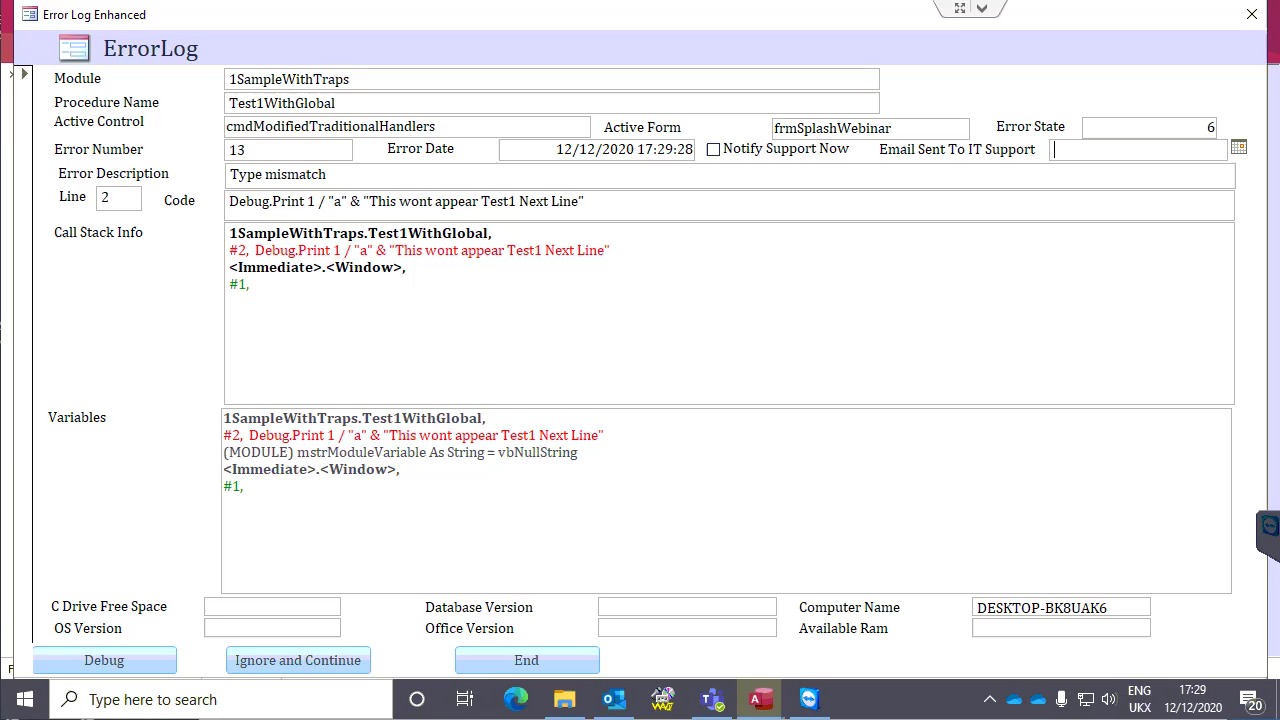 Error Log Enhanced
ErrorLog
Module 1SampleWithTraps
Procedure Name Test1WithGlobal
Active Control cmdModifiedTraditionalHandlers Active Form frmSplashWebinar Error State 6
Error Number 13 Error Date 12/12/2020 17:29:28 Notify Support Now Email Sent To IT Support
Error Description Type mismatch
Line 2 Code Debug.Print 1 / "a" & "This wont appear Test1 Next Line"
Call Stack Info 1SampleWithTraps.Test1WithGlobal,
#2, Debug.Print 1 / "a" & "This wont appear Test1 Next Line"
<Immediate>.<Window>,
#1,
Variables 1SampleWithTraps.Test1WithGlobal,
#2, Debug.Print 1 / "a" & "This wont appear Test1 Next Line"
(MODULE) mstrModuleVariable As String = vbNullString
<Immediate>.<Window>,
#1,
C Drive Free Space Database Version Computer Name DESKTOP-BK8UAK6
OS Version Office Version Available Ram
Debug Ignore and Continue End
F
Type here to search ENG 17:29
UKX 12/12/2020 20